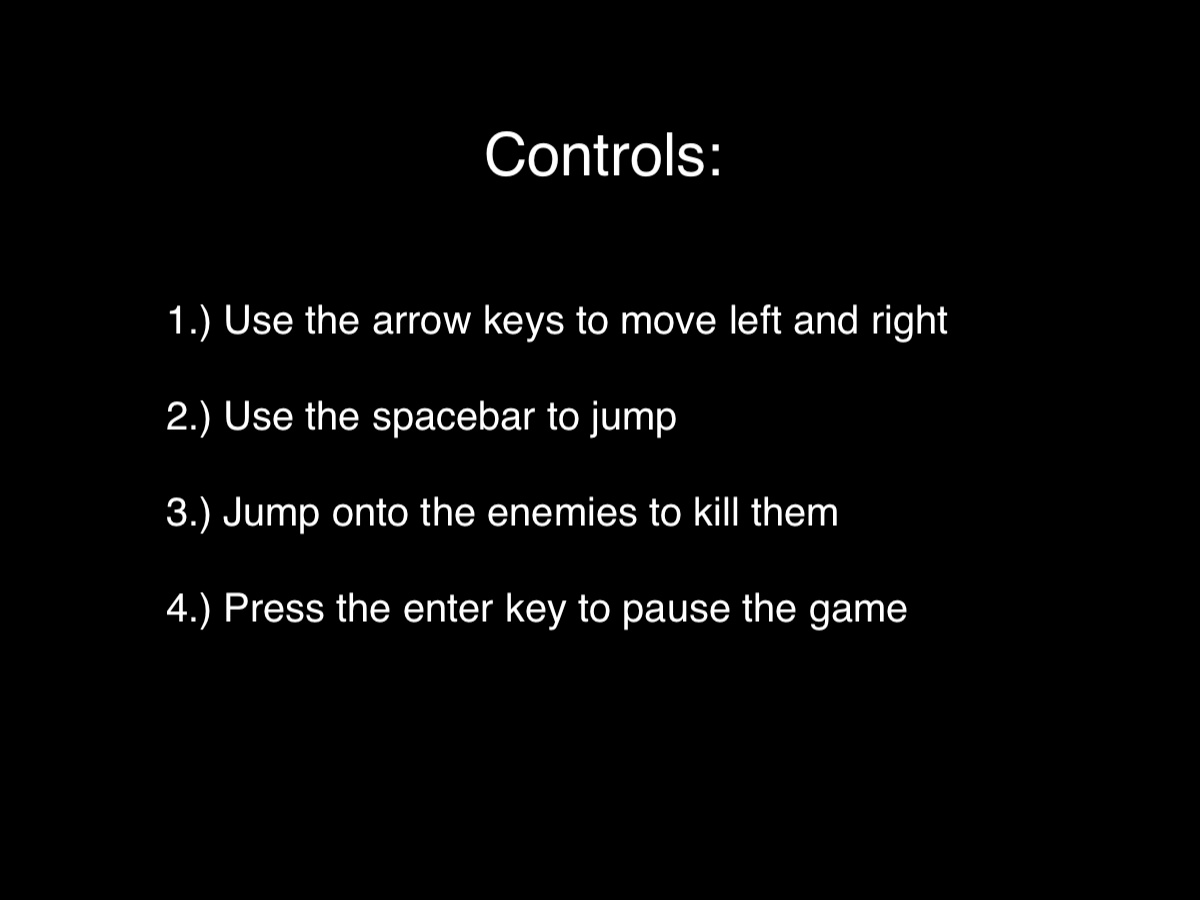 Controls:
1.) Use the arrow keys to move left and right
2.) Use the spacebar to jump
3.) Jump onto the enemies to kill them
4.) Press the enter key to pause the game